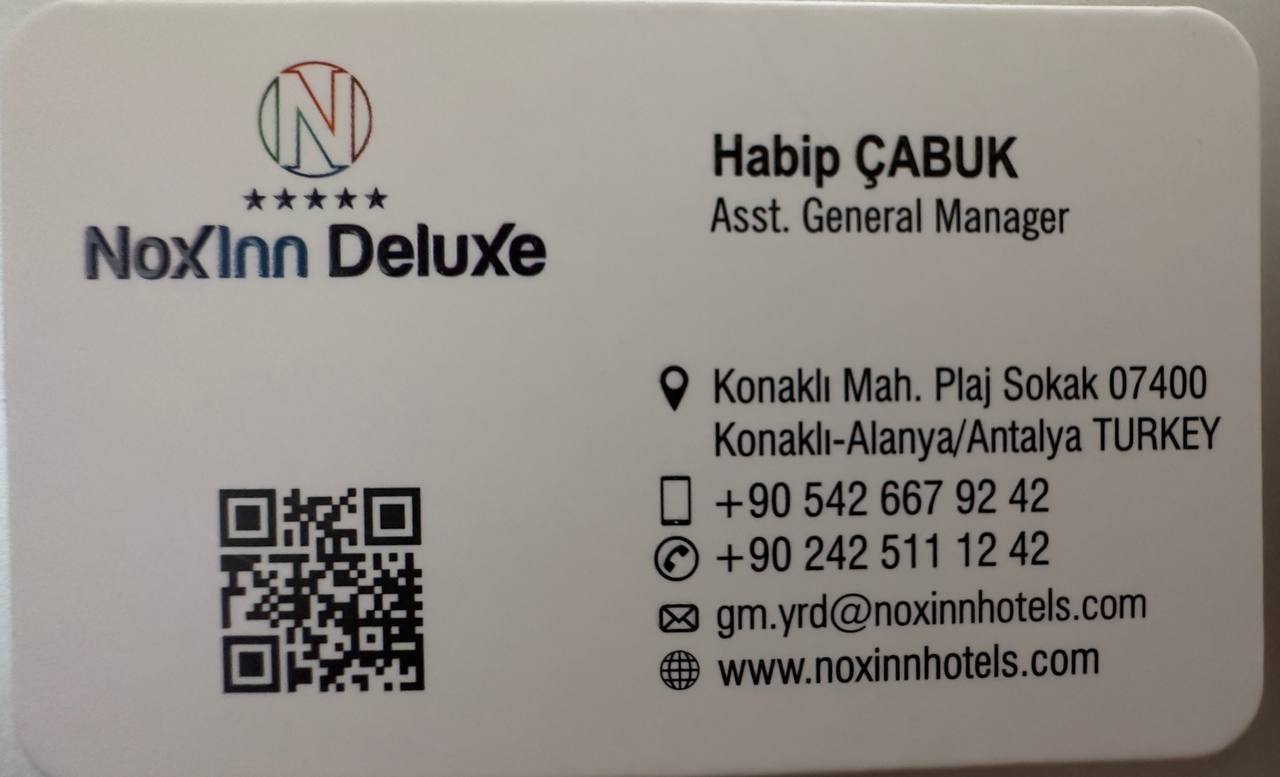 N
NoxInn Deluxe
Habip ÇABUK
Asst. General Manager
Konaklı Mah. Plaj Sokak 07400
Konaklı-Alanya/Antalya TURKEY
+90 542 667 92 42
+90 242 511 12 42
gm.yrd@noxinnhotels.com
www.noxinnhotels.com